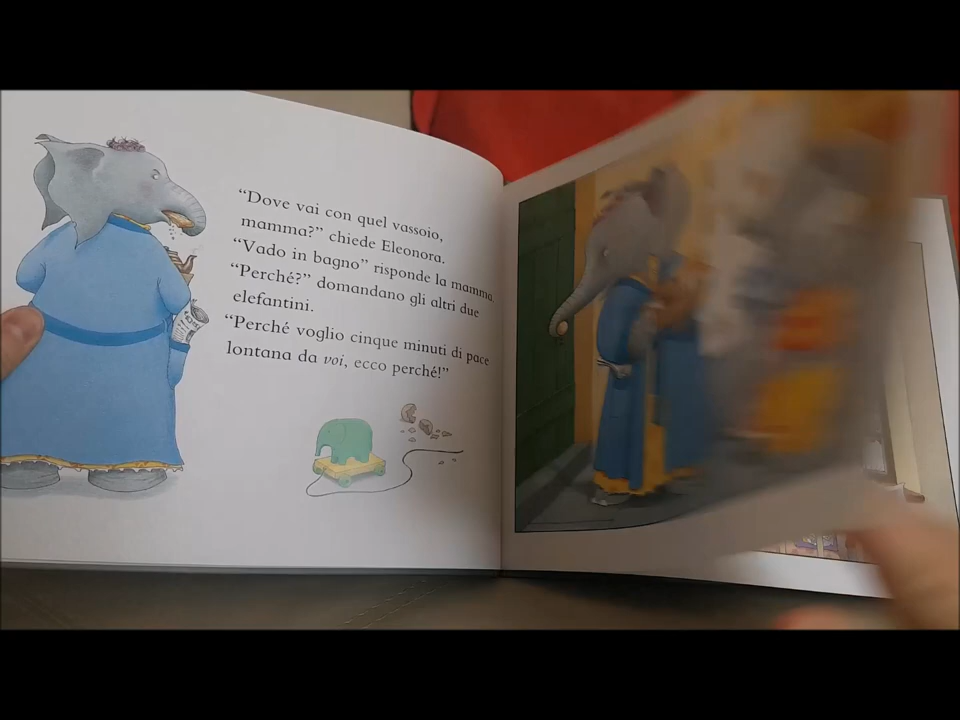 “Dove vai con quel vassoio,
mamma?” chiede Eleonora.
“Vado in bagno” risponde la mamma.
“Perché?” domandano gli altri due
elefantini.
“Perché voglio cinque minuti di pace
lontana da voi, ecco perché!”